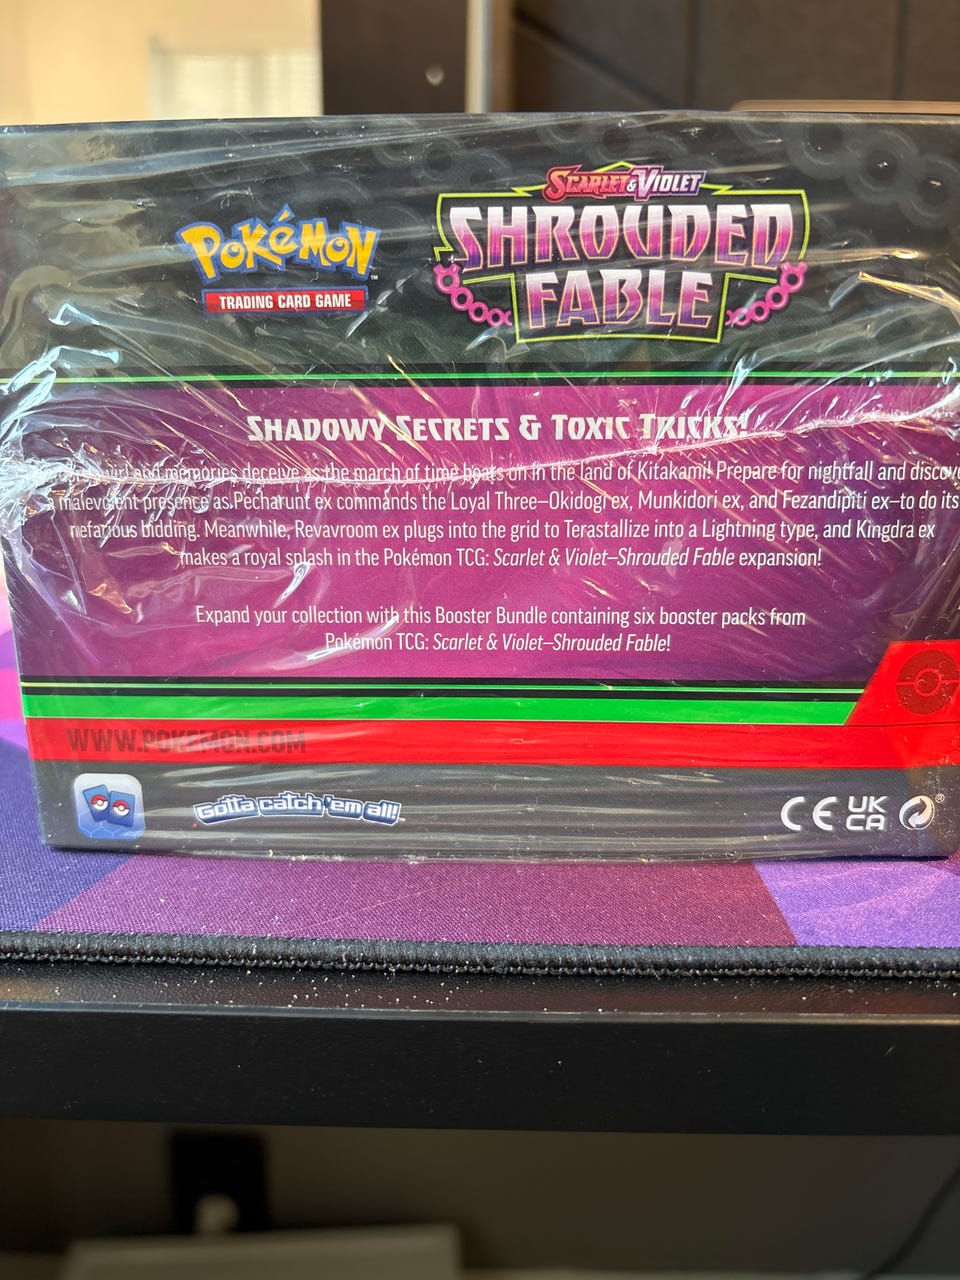 SCARLET & VIOLET
POKéMON
TRADING CARD GAME
SHROUDED
FABLE
SHADOWY SECRETS & TOXIC TRICKS!
and memories deceive as the march of time beats on in the land of Kitakami! Prepare for nightfall and discove
a malevolent presence as Pecharunt ex commands the Loyal Three—Okidogi ex, Munkidori ex, and Fezandipiti ex—to do its
nefarious bidding. Meanwhile, Revavroom ex plugs into the grid to Terastallize into a Lightning type, and Kingdra ex
makes a royal splash in the Pokémon TCG: Scarlet & Violet—Shrouded Fable expansion!
Expand your collection with this Booster Bundle containing six booster packs from
Pokémon TCG: Scarlet & Violet—Shrouded Fable!
WWW.POKEMON.COM
Gotta catch 'em all!
CE UK
CA ®